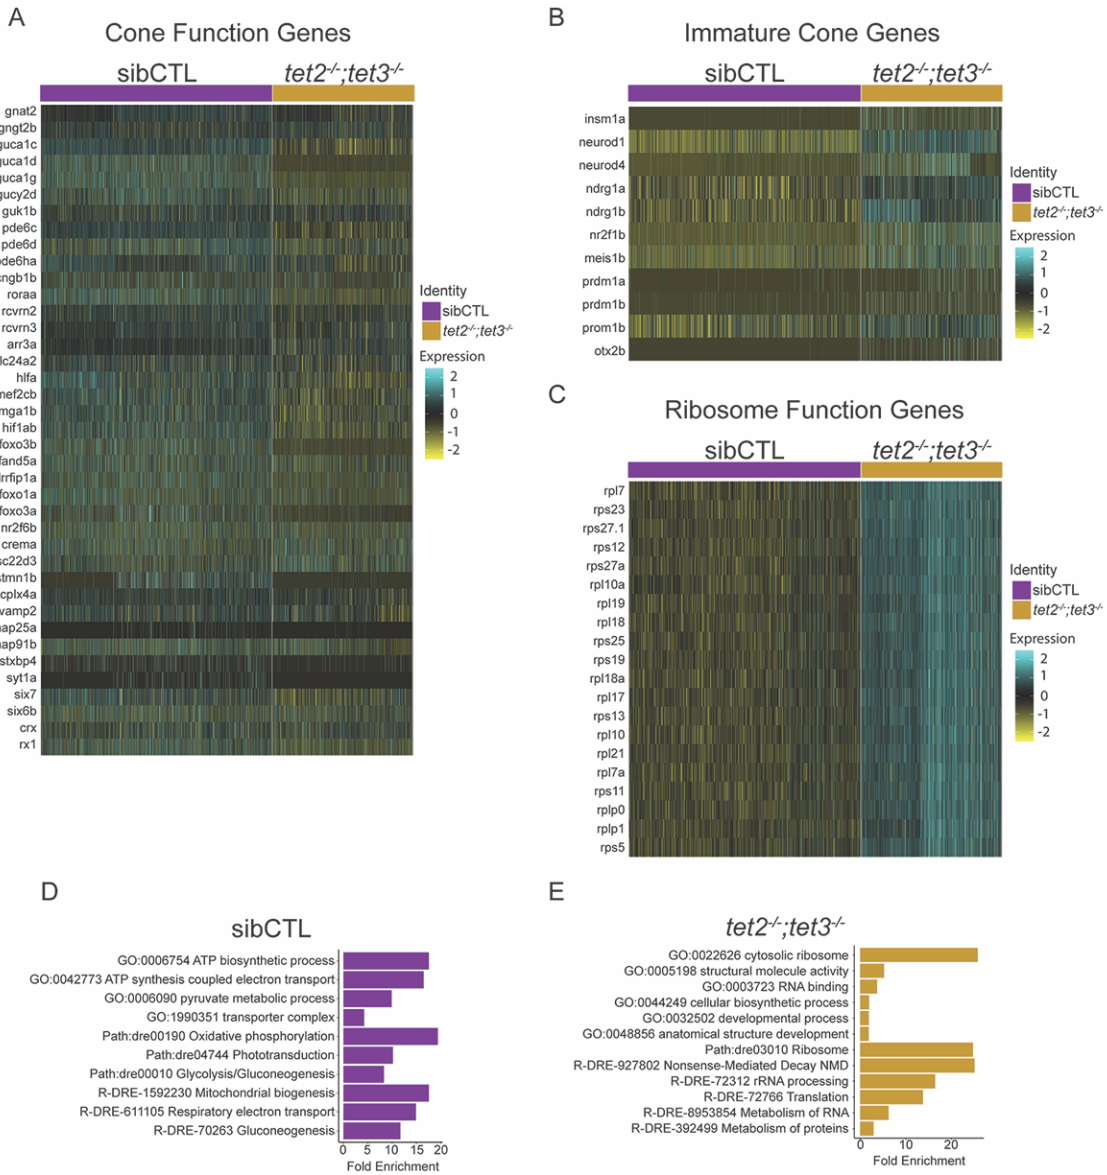 A
Cone Function Genes
sibCTL
tet2-/-;tet3-/-
gnat2
gngt2b
guca1c
guca1d
guca1g
gucy2d
guk1b
pde6c
pde6d
pde6ha
cngb1b
roraa
rcvrn2
rcvrn3
arr3a
lc24a2
hlfa
mef2cb
mga1b
hif1ab
foxo3b
fand5a
lrrfip1a
foxo1a
foxo3a
nr2f6b
crema
sc22d3
stmn1b
cplx4a
vamp2
nap25a
nap91b
stxbp4
syt1a
six7
six6b
crx
rx1
Identity
sibCTL
tet2-/-;tet3-/-
Expression
2
1
0
-1
-2
B
Immature Cone Genes
sibCTL
tet2-/-;tet3-/-
insm1a
neurod1
neurod4
ndrg1a
ndrg1b
nr2f1b
meis1b
prdm1a
prdm1b
prom1b
otx2b
Identity
sibCTL
tet2-/-;tet3-/-
Expression
2
1
0
-1
-2
C
Ribosome Function Genes
sibCTL
tet2-/-;tet3-/-
rpl7
rps23
rps27.1
rps12
rps27a
rpl10a
rpl19
rpl18
rps25
rps19
rpl18a
rpl17
rps13
rpl10
rpl21
rpl7a
rps11
rplp0
rplp1
rps5
Identity
sibCTL
tet2-/-;tet3-/-
Expression
2
1
0
-1
-2
D
sibCTL
GO:0006754 ATP biosynthetic process
GO:0042773 ATP synthesis coupled electron transport
GO:0006090 pyruvate metabolic process
GO:1990351 transporter complex
Path:dre00190 Oxidative phosphorylation
Path:dre04744 Phototransduction
Path:dre00010 Glycolysis/Gluconeogenesis
R-DRE-1592230 Mitochondrial biogenesis
R-DRE-611105 Respiratory electron transport
R-DRE-70263 Gluconeogenesis
0 5 10 15 20
Fold Enrichment
E
tet2-/-;tet3-/-
GO:0022626 cytosolic ribosome
GO:0005198 structural molecule activity
GO:0003723 RNA binding
GO:0044249 cellular biosynthetic process
GO:0032502 developmental process
GO:0048856 anatomical structure development
Path:dre03010 Ribosome
R-DRE-927802 Nonsense-Mediated Decay NMD
R-DRE-72312 rRNA processing
R-DRE-72766 Translation
R-DRE-8953854 Metabolism of RNA
R-DRE-392499 Metabolism of proteins
0 10 20
Fold Enrichment